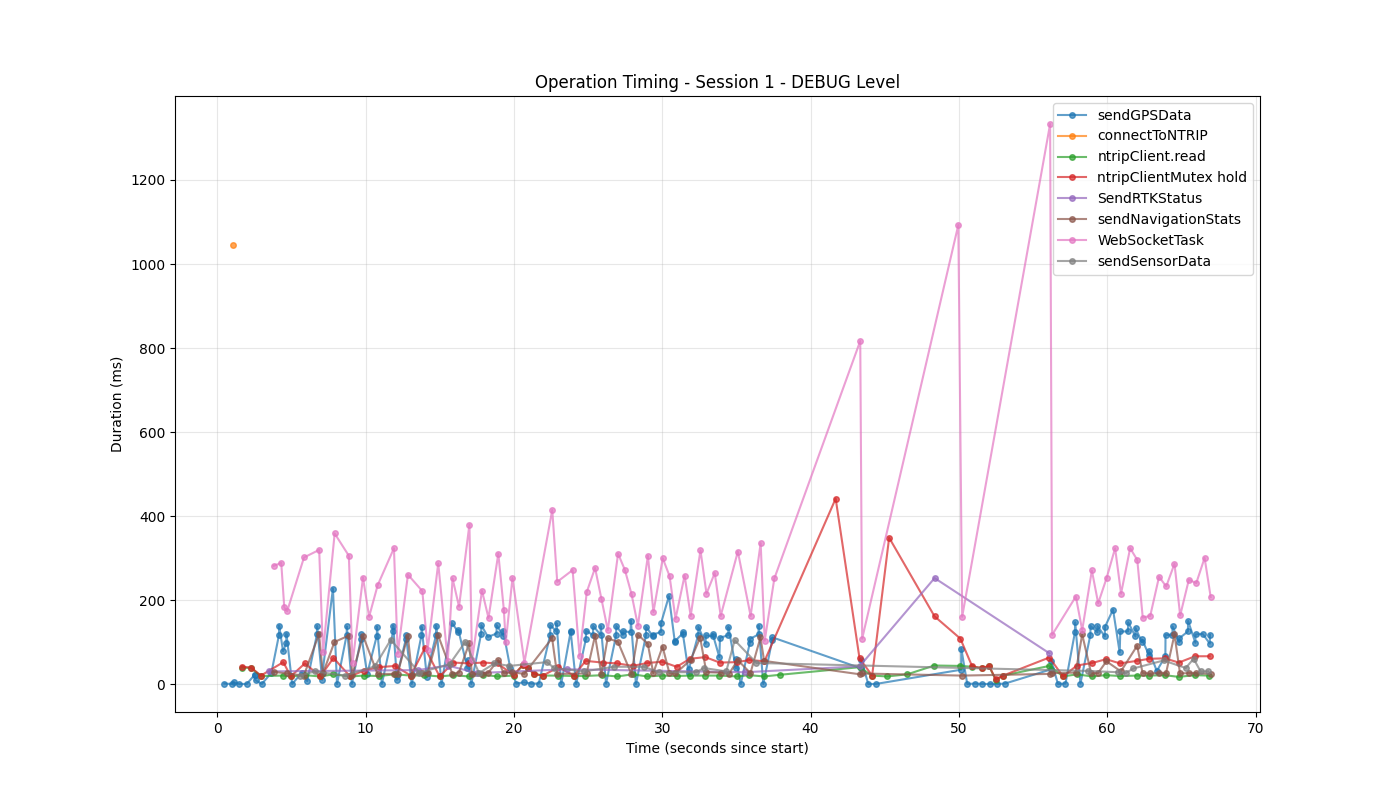 Operation Timing - Session 1 - DEBUG Level
sendGPSData
connectToNTRIP
ntripClient.read
ntripClientMutex hold
SendRTKStatus
sendNavigationStats
WebSocketTask
sendSensorData
Duration (ms)
1200
1000
800
600
400
200
0
0 10 20 30 40 50 60 70
Time (seconds since start)